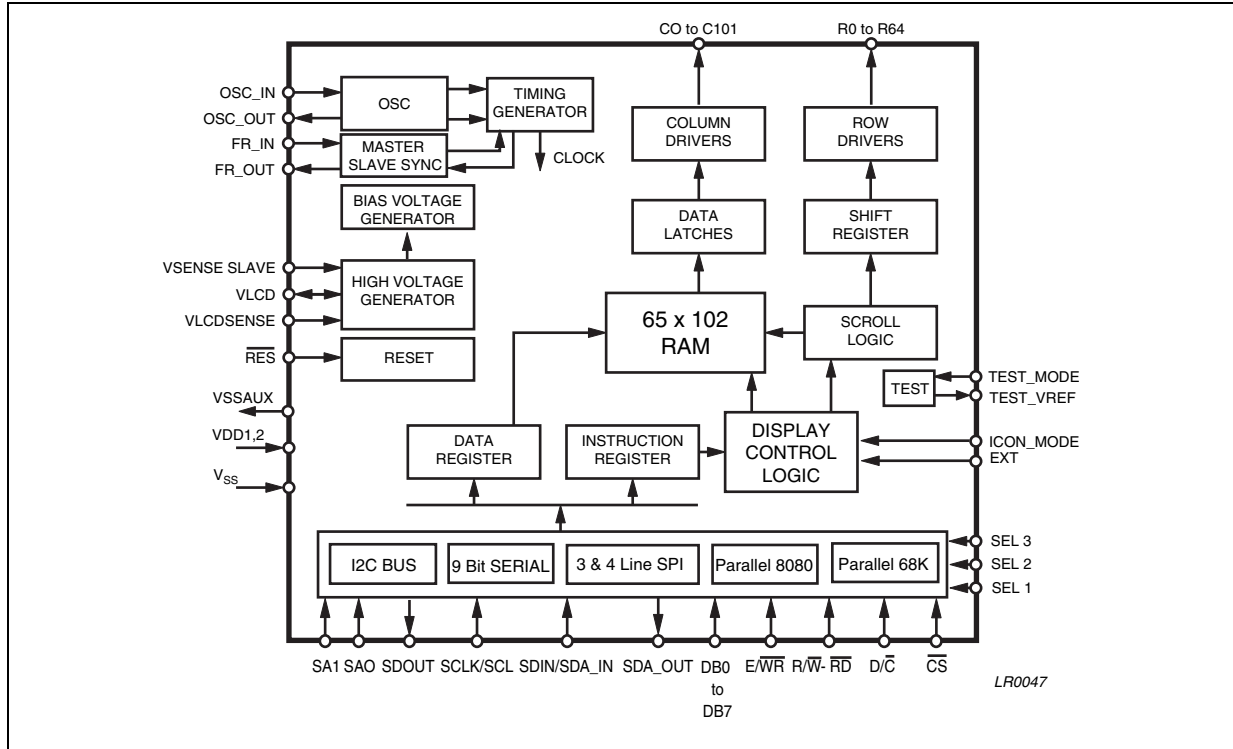 CO to C101
R0 to R64
OSC_IN
OSC_OUT
FR_IN
FR_OUT
OSC
TIMING
GENERATOR
MASTER
SLAVE SYNC
CLOCK
COLUMN
DRIVERS
ROW
DRIVERS
BIAS VOLTAGE
GENERATOR
DATA
LATCHES
SHIFT
REGISTER
VSENSE SLAVE
VLCD
VLCDSENSE
HIGH VOLTAGE
GENERATOR
65 x 102
RAM
SCROLL
LOGIC
R̅E̅S̅
RESET
TEST
TEST_MODE
TEST_VREF
VSSAUX
VDD1,2
VSS
DATA
REGISTER
INSTRUCTION
REGISTER
DISPLAY
CONTROL
LOGIC
ICON_MODE
EXT
I2C BUS
9 Bit SERIAL
3 & 4 Line SPI
Parallel 8080
Parallel 68K
SEL 3
SEL 2
SEL 1
SA1
SAO
SDOUT
SCLK/SCL
SDIN/SDA_IN
SDA_OUT
DB0
to
DB7
E/W̅R̅
R/W̅- R̅D̅
D/C̅
C̅S̅
LR0047